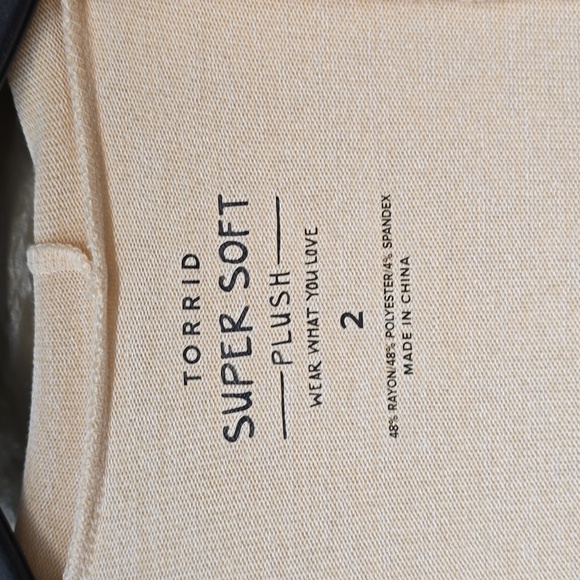 TORRID
SUPER SOFT
PLUSH
WEAR WHAT YOU LOVE
2
48% RAYON/48% POLYESTER/4% SPANDEX
MADE IN CHINA